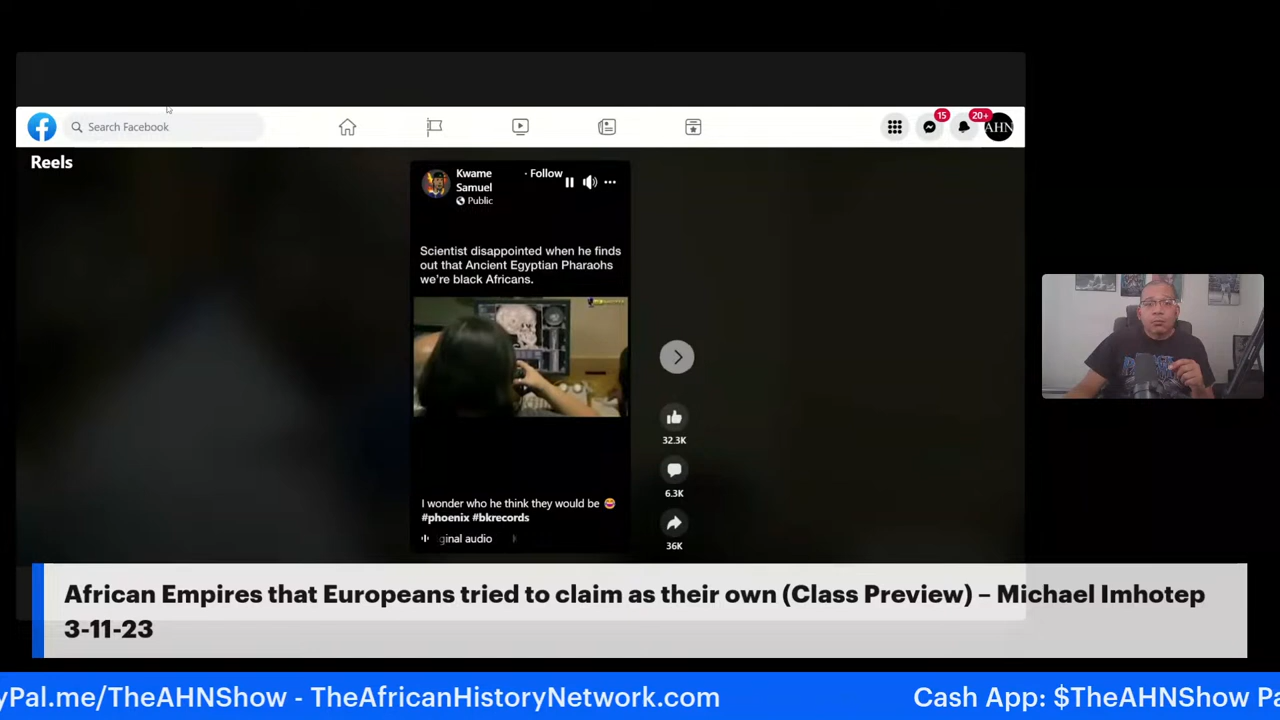 Search Facebook
15
20+
AHN
Reels
Kwame
Samuel
· Follow
Public
Scientist disappointed when he finds
out that Ancient Egyptian Pharaohs
we're black Africans.
I wonder who he think they would be 😂
#phoenix #bkrecords
ginal audio
32.3K
6.3K
36K
African Empires that Europeans tried to claim as their own (Class Preview) – Michael Imhotep
3-11-23
yPal.me/TheAHNShow - TheAfricanHistoryNetwork.com Cash App: $TheAHNShow Pa